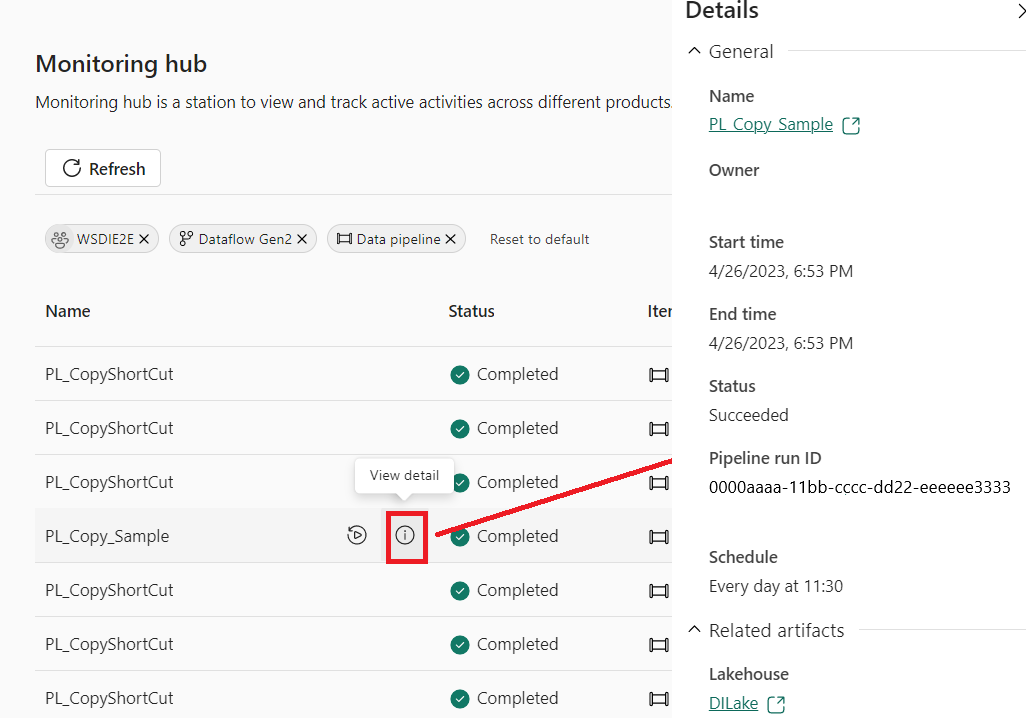 Monitoring hub
Monitoring hub is a station to view and track active activities across different products.
Refresh
WSDIE2E
Dataflow Gen2
Data pipeline
Reset to default
Name Status
PL_CopyShortCut Completed
PL_CopyShortCut Completed
View detail
PL_CopyShortCut Completed
PL_Copy_Sample Completed
PL_CopyShortCut Completed
PL_CopyShortCut Completed
PL_CopyShortCut Completed
Details
General
Name
PL_Copy_Sample
Owner
Start time
4/26/2023, 6:53 PM
End time
4/26/2023, 6:53 PM
Status
Succeeded
Pipeline run ID
0000aaaa-11bb-cccc-dd22-eeeeee3333
Schedule
Every day at 11:30
Related artifacts
Lakehouse
DILake